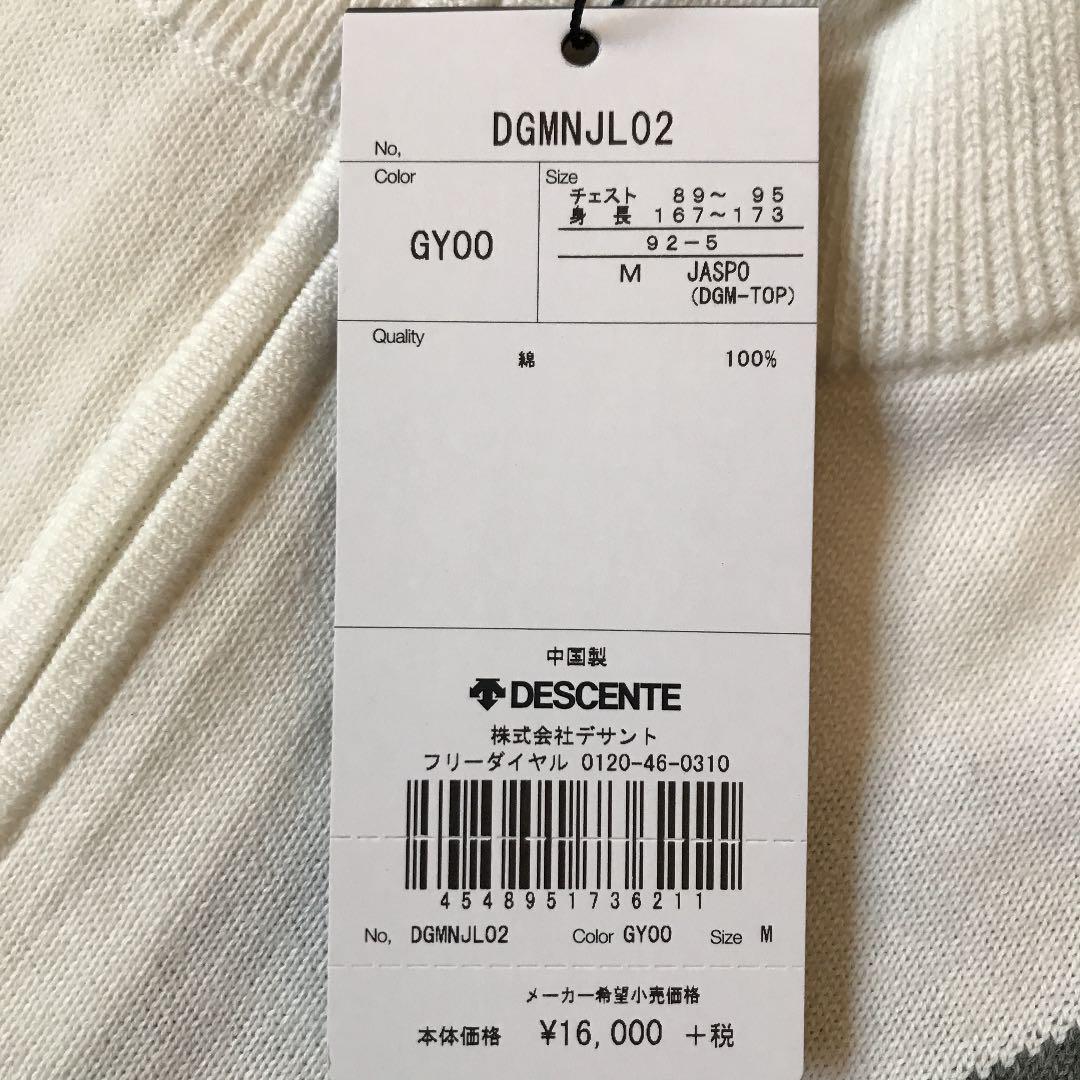 No, DGMNJL02
Color
GY00
Size
チェスト 89～ 95
身 長 167～173
92-5
M JASPO
(DGM-TOP)
Quality
綿 100%
中国製
DESCENTE
株式会社デサント
フリーダイヤル 0120-46-0310
4548951736211
No, DGMNJL02 Color GY00 Size M
メーカー希望小売価格
本体価格 ¥16,000 +税